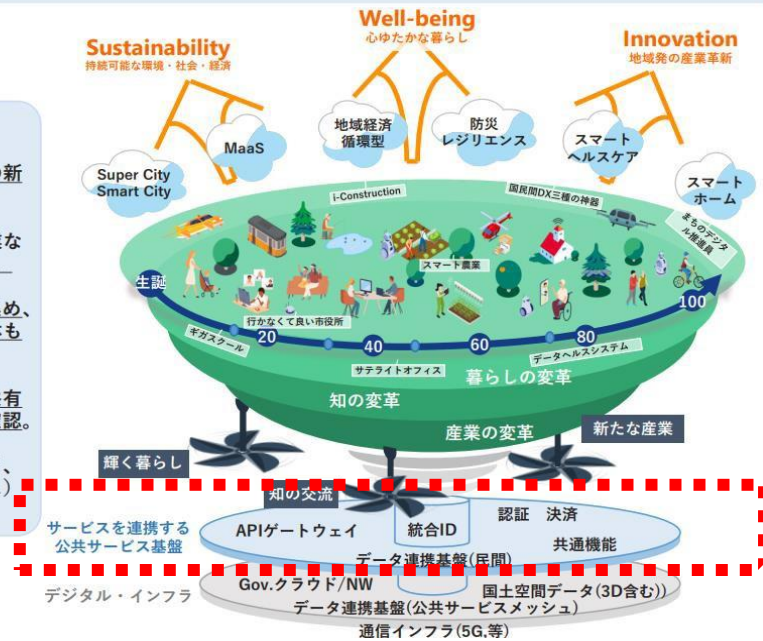 Sustainability
持続可能な環境・社会・経済
Well-being
心ゆたかな暮らし
Innovation
地域発の産業革新
Super City
Smart City
MaaS
地域経済
循環型
防災
レジリエンス
スマート
ヘルスケア
スマート
ホーム
新
な
め、
も
有
認。
、
)
i-Construction
国民間DX三種の神器
まちのデジタ
ル推進員
スマート農業
生誕
行かなくて良い市役所
ギガスクール
20
40
60
80
100
サテライトオフィス
データヘルスシステム
暮らしの変革
知の変革
産業の変革
新たな産業
輝く暮らし
知の交流
サービスを連携する
公共サービス基盤
APIゲートウェイ
統合ID
認証 決済
共通機能
データ連携基盤(民間)
デジタル・インフラ
Gov.クラウド/NW
国土空間データ(3D含む))
データ連携基盤(公共サービスメッシュ)
通信インフラ(5G,等)